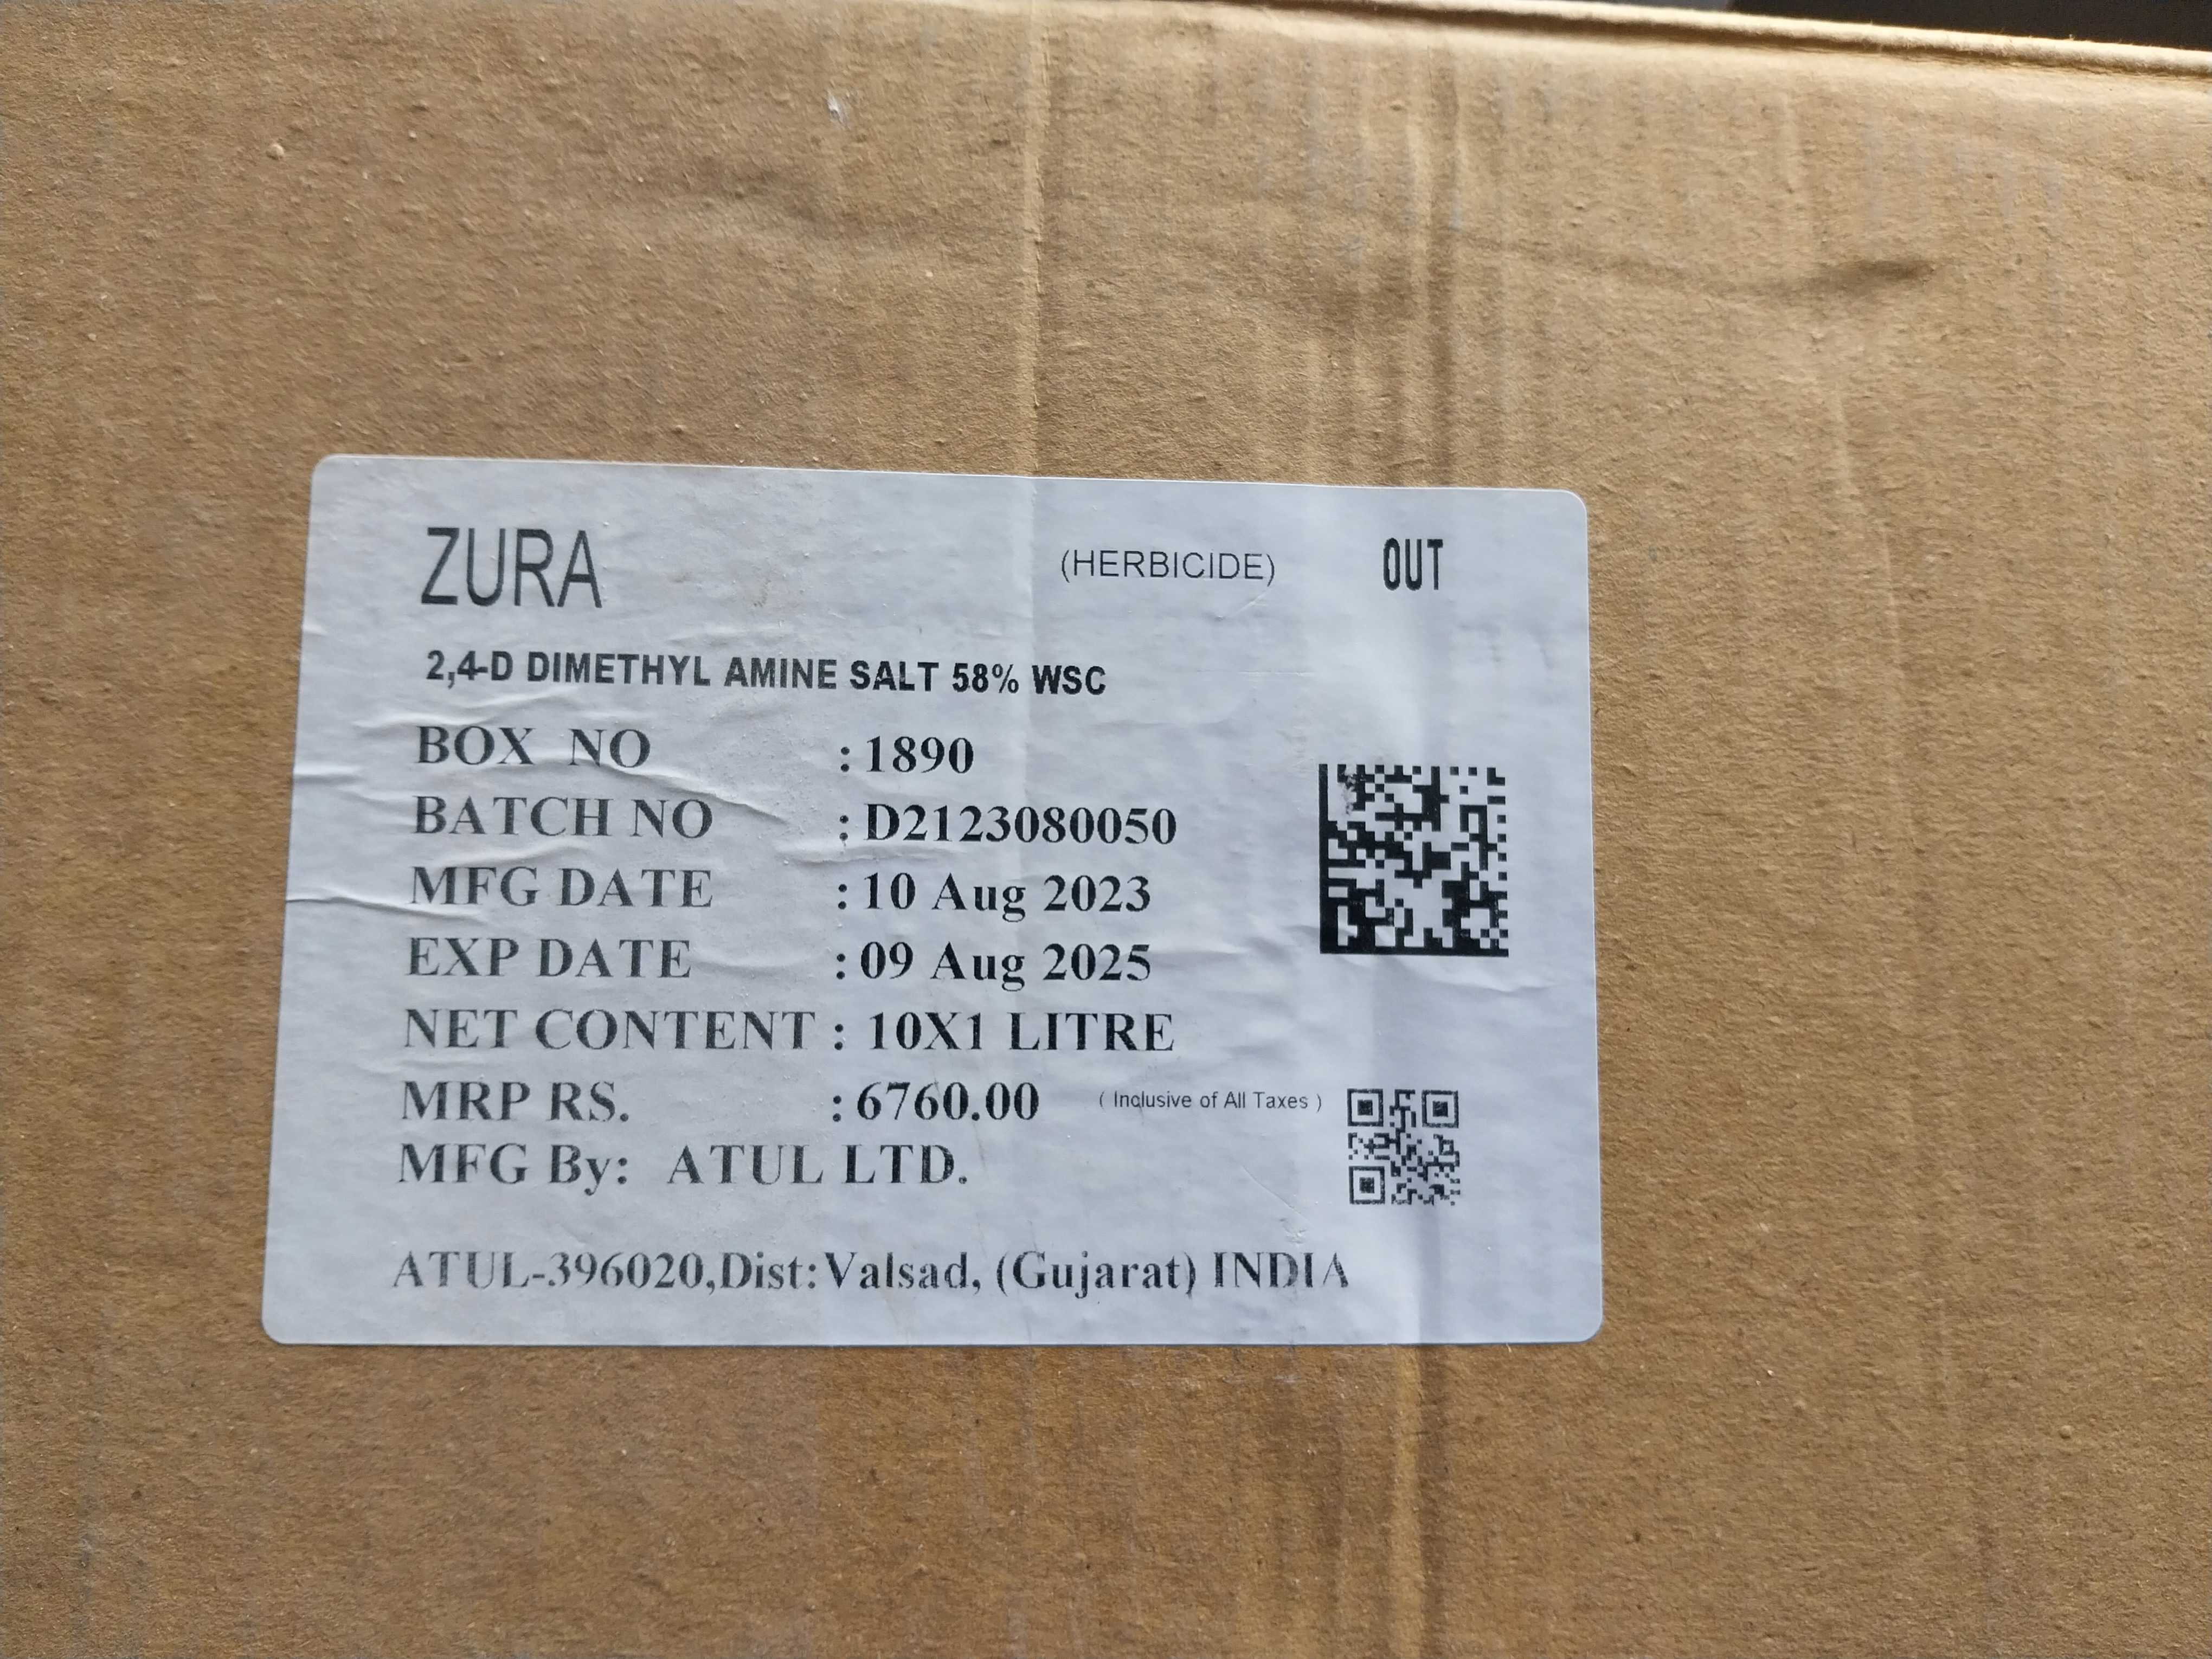 ZURA (HERBICIDE) OUT
2,4-D DIMETHYL AMINE SALT 58% WSC
BOX NO : 1890
BATCH NO : D2123080050
MFG DATE : 10 Aug 2023
EXP DATE : 09 Aug 2025
NET CONTENT : 10X1 LITRE
MRP RS. : 6760.00 ( Inclusive of All Taxes )
MFG By: ATUL LTD.
ATUL-396020,Dist:Valsad, (Gujarat) INDIA